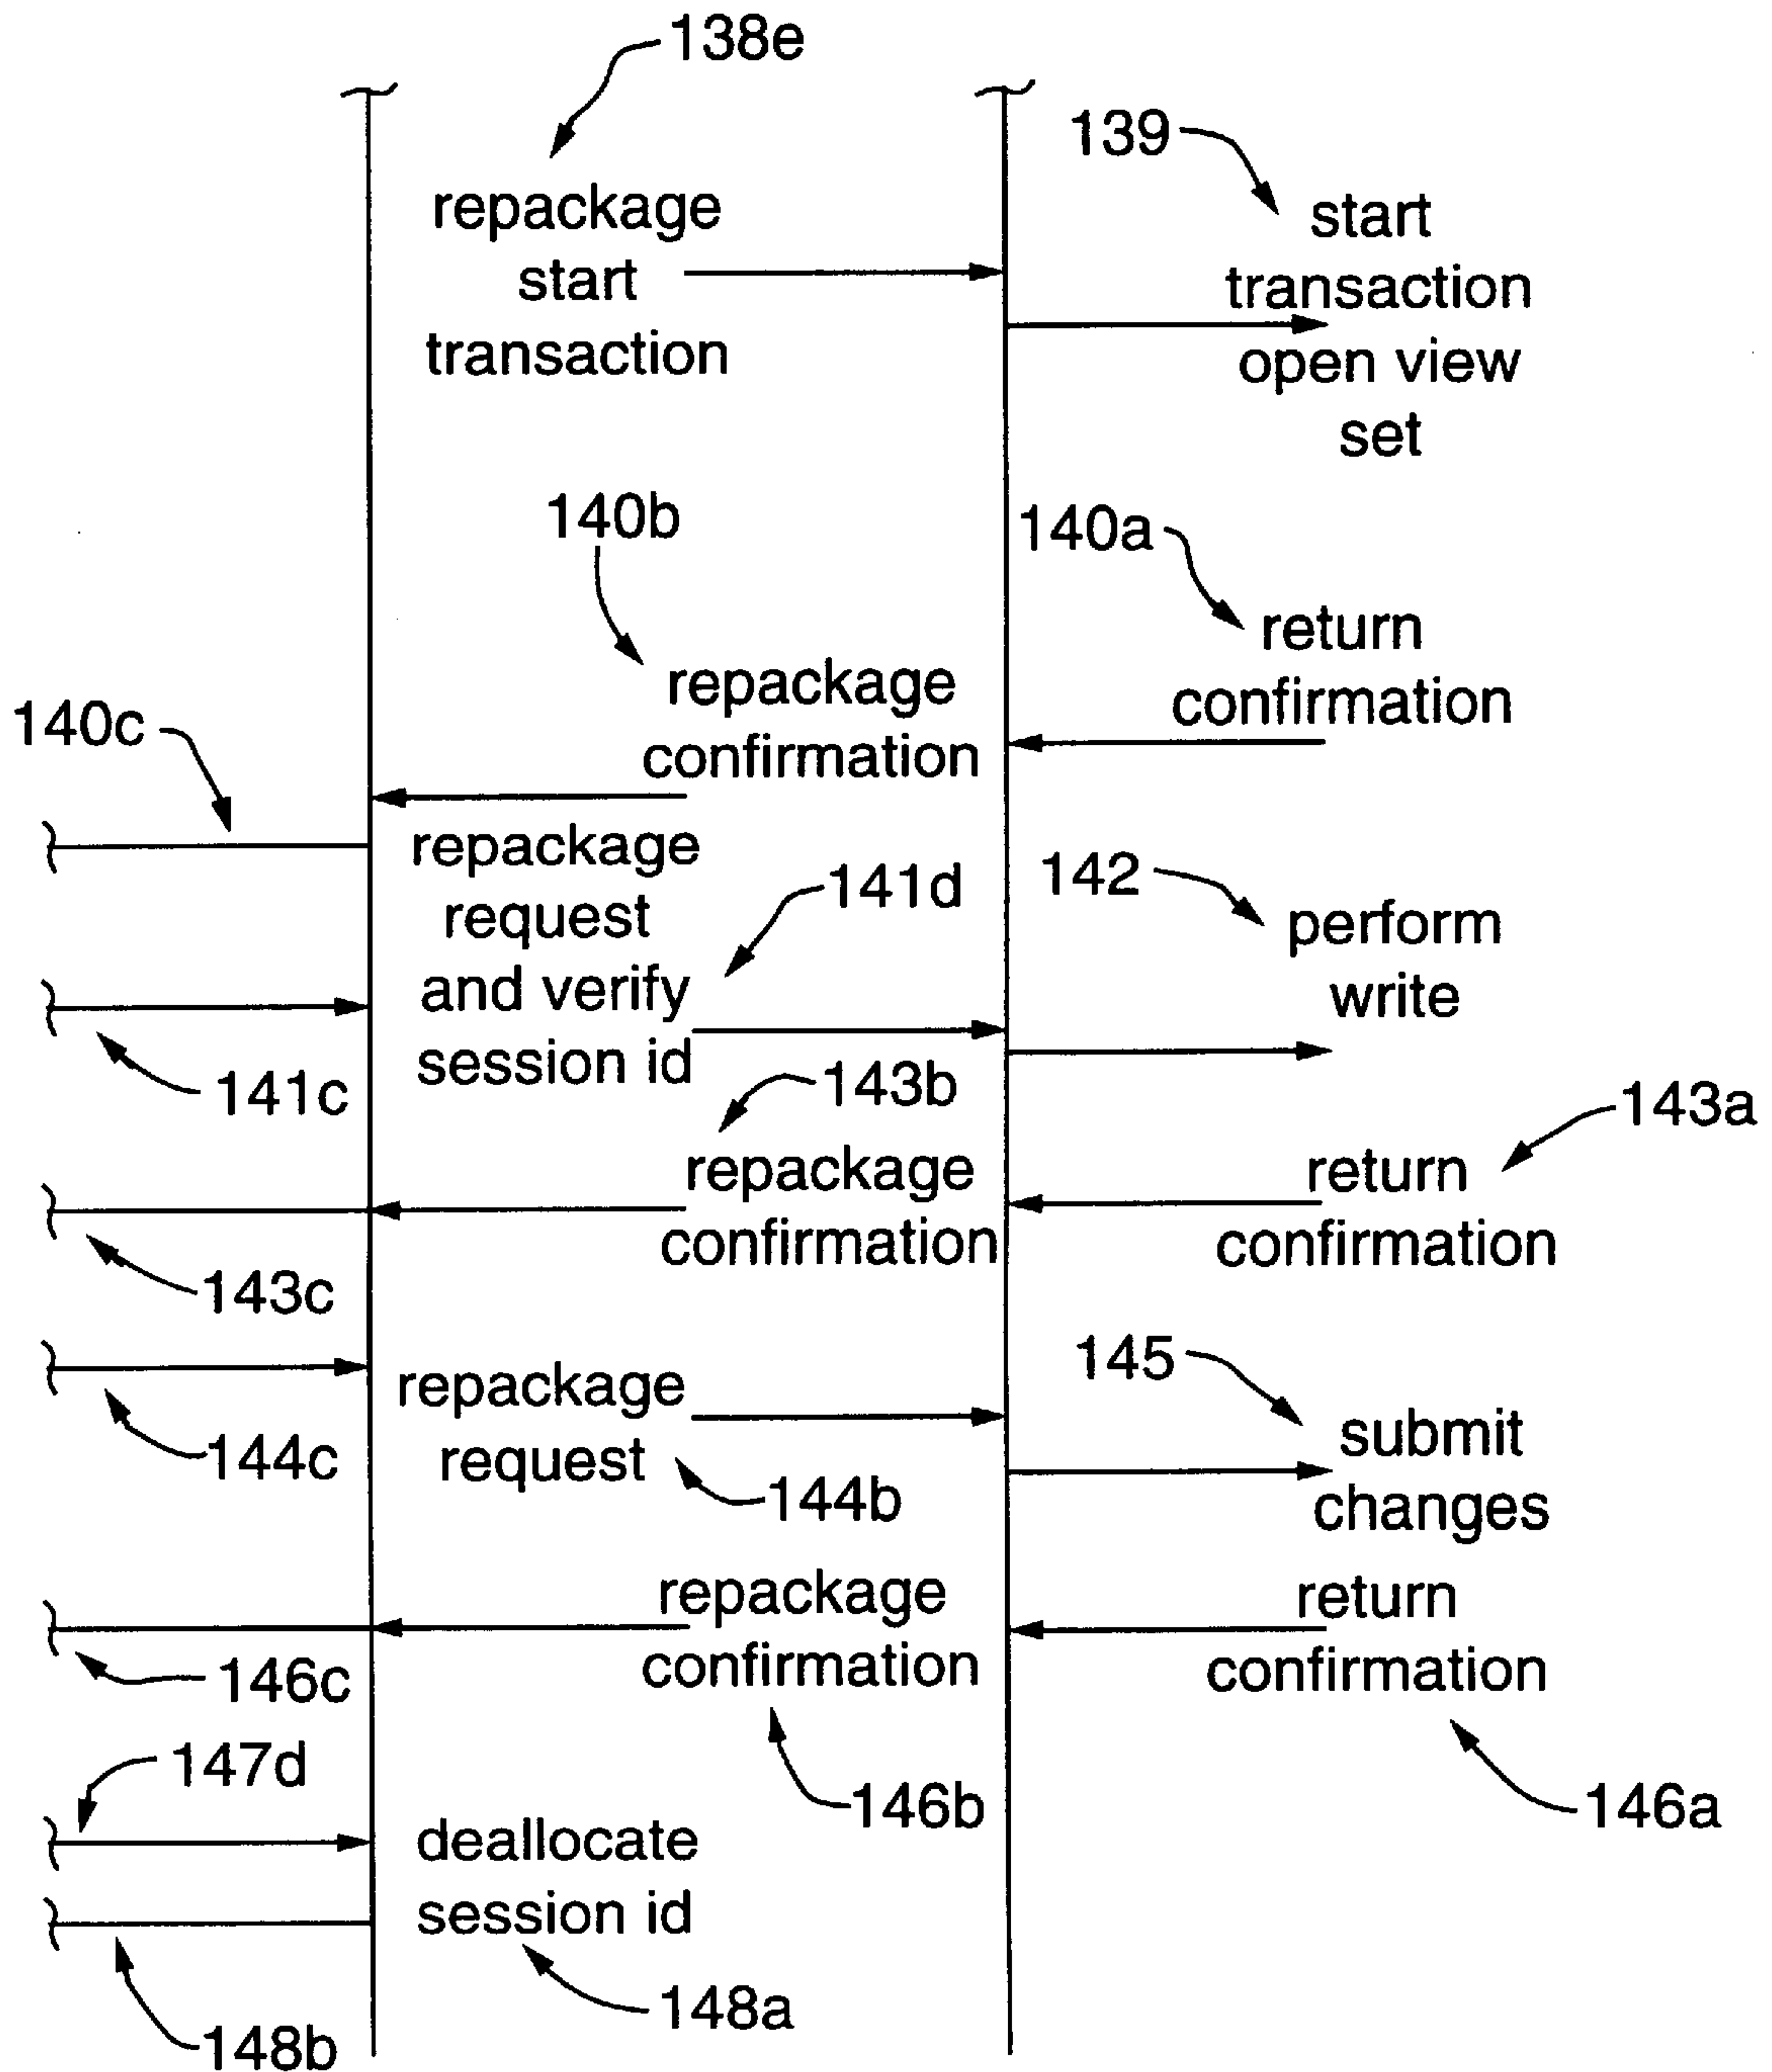 138e
139
repackage
start
transaction
start
transaction
open view
set
140b
140a
return
confirmation
repackage
confirmation
140c
repackage
request
and verify
session id
141d
142
perform
write
141c
143b
143a
repackage
confirmation
return
confirmation
143c
145
repackage
request
submit
changes
144c
144b
repackage
confirmation
return
confirmation
146c
147d
146b
146a
deallocate
session id
148a
148b